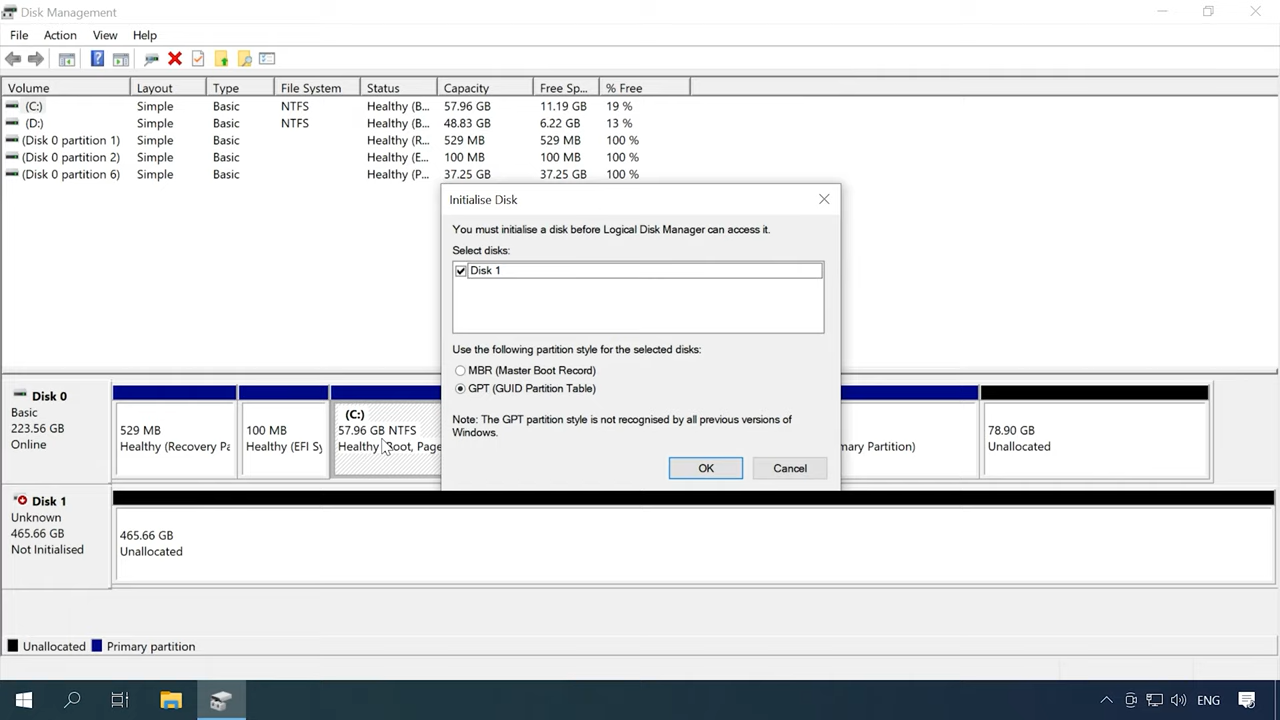 Disk Management
File Action View Help
Volume Layout Type File System Status Capacity Free Sp... % Free
(C:) Simple Basic NTFS Healthy (B... 57.96 GB 11.19 GB 19 %
(D:) Simple Basic NTFS Healthy (B... 48.83 GB 6.22 GB 13 %
(Disk 0 partition 1) Simple Basic Healthy (R... 529 MB 529 MB 100 %
(Disk 0 partition 2) Simple Basic Healthy (E... 100 MB 100 MB 100 %
(Disk 0 partition 6) Simple Basic Healthy (P... 37.25 GB 37.25 GB 100 %
Initialise Disk
You must initialise a disk before Logical Disk Manager can access it.
Select disks:
Disk 1
Use the following partition style for the selected disks:
MBR (Master Boot Record)
GPT (GUID Partition Table)
Note: The GPT partition style is not recognised by all previous versions of
Windows.
OK Cancel
Disk 0
Basic
223.56 GB
Online
529 MB
Healthy (Recovery Pa
100 MB
Healthy (EFI Sy
(C:)
57.96 GB NTFS
Healthy (Boot, Page
mary Partition)
78.90 GB
Unallocated
Disk 1
Unknown
465.66 GB
Not Initialised
465.66 GB
Unallocated
Unallocated Primary partition
ENG